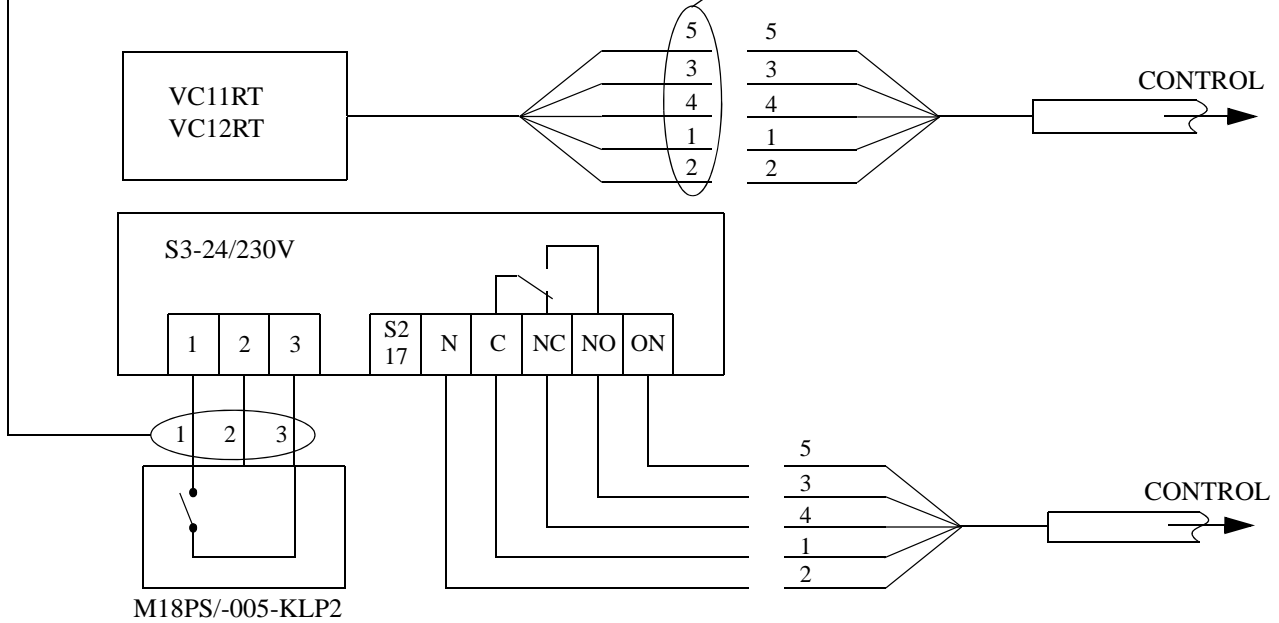 5 5
3 3
4 4
1 1
2 2
CONTROL
VC11RT
VC12RT
S3-24/230V
1 2 3
S2
17
N C NC NO ON
1 2 3
5
3
4
1
2
CONTROL
M18PS/-005-KLP2